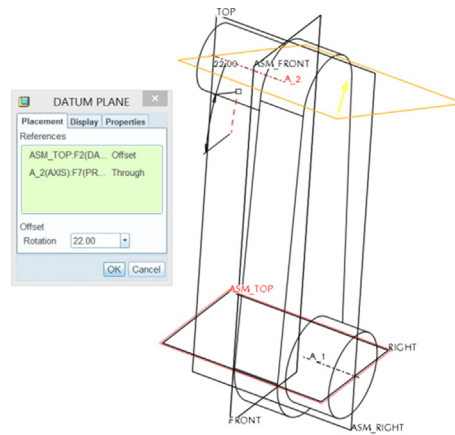 TOP
22.00
ASM_FRONT
A_2
DATUM PLANE
Placement Display Properties
References
ASM_TOP:F2(DA... Offset
A_2(AXIS):F7(PR... Through
Offset
Rotation 22.00
OK Cancel
ASM_TOP
RIGHT
A_1
FRONT
ASM_RIGHT